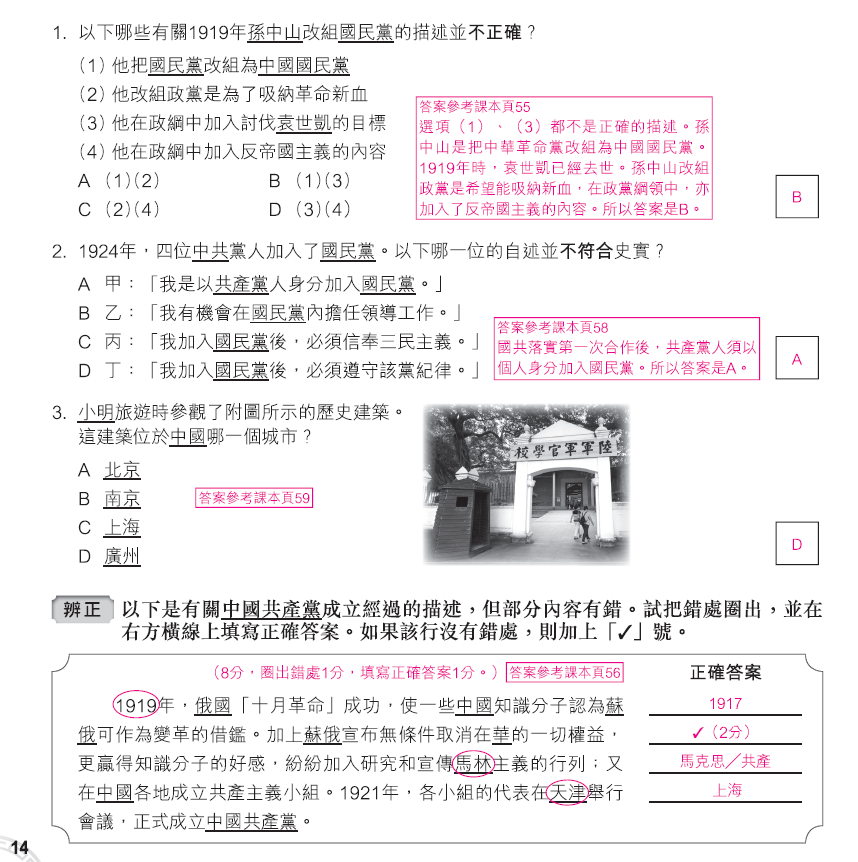 1. 以下哪些有關1919年孫中山改組國民黨的描述並不正確？
(1) 他把國民黨改組為中國國民黨
(2) 他改組政黨是為了吸納革命新血
(3) 他在政綱中加入討伐袁世凱的目標
(4) 他在政綱中加入反帝國主義的內容
A (1)(2) B (1)(3)
C (2)(4) D (3)(4)
答案參考課本頁55
選項（1）、（3）都不是正確的描述。孫
中山是把中華革命黨改組為中國國民黨。
1919年時，袁世凱已經去世。孫中山改組
政黨是希望能吸納新血，在政黨綱領中，亦
加入了反帝國主義的內容。所以答案是B。
B
2. 1924年，四位中共黨人加入了國民黨。以下哪一位的自述並不符合史實？
A 甲：「我是以共產黨人身分加入國民黨。」
B 乙：「我有機會在國民黨內擔任領導工作。」
C 丙：「我加入國民黨後，必須信奉三民主義。」
D 丁：「我加入國民黨後，必須遵守該黨紀律。」
答案參考課本頁58
國共落實第一次合作後，共產黨人須以
個人身分加入國民黨。所以答案是A。
A
3. 小明旅遊時參觀了附圖所示的歷史建築。
這建築位於中國哪一個城市？
A 北京
B 南京
C 上海
D 廣州
答案參考課本頁59
校學官軍軍陸
D
辨正 以下是有關中國共產黨成立經過的描述，但部分內容有錯。試把錯處圈出，並在
右方橫線上填寫正確答案。如果該行沒有錯處，則加上「✓」號。
（8分，圈出錯處1分，填寫正確答案1分。） 答案參考課本頁56 正確答案
1919年，俄國「十月革命」成功，使一些中國知識分子認為蘇 1917
俄可作為變革的借鑑。加上蘇俄宣布無條件取消在華的一切權益， ✓（2分）
更贏得知識分子的好感，紛紛加入研究和宣傳馬林主義的行列；又 馬克思／共產
在中國各地成立共產主義小組。1921年，各小組的代表在天津舉行 上海
會議，正式成立中國共產黨。
14